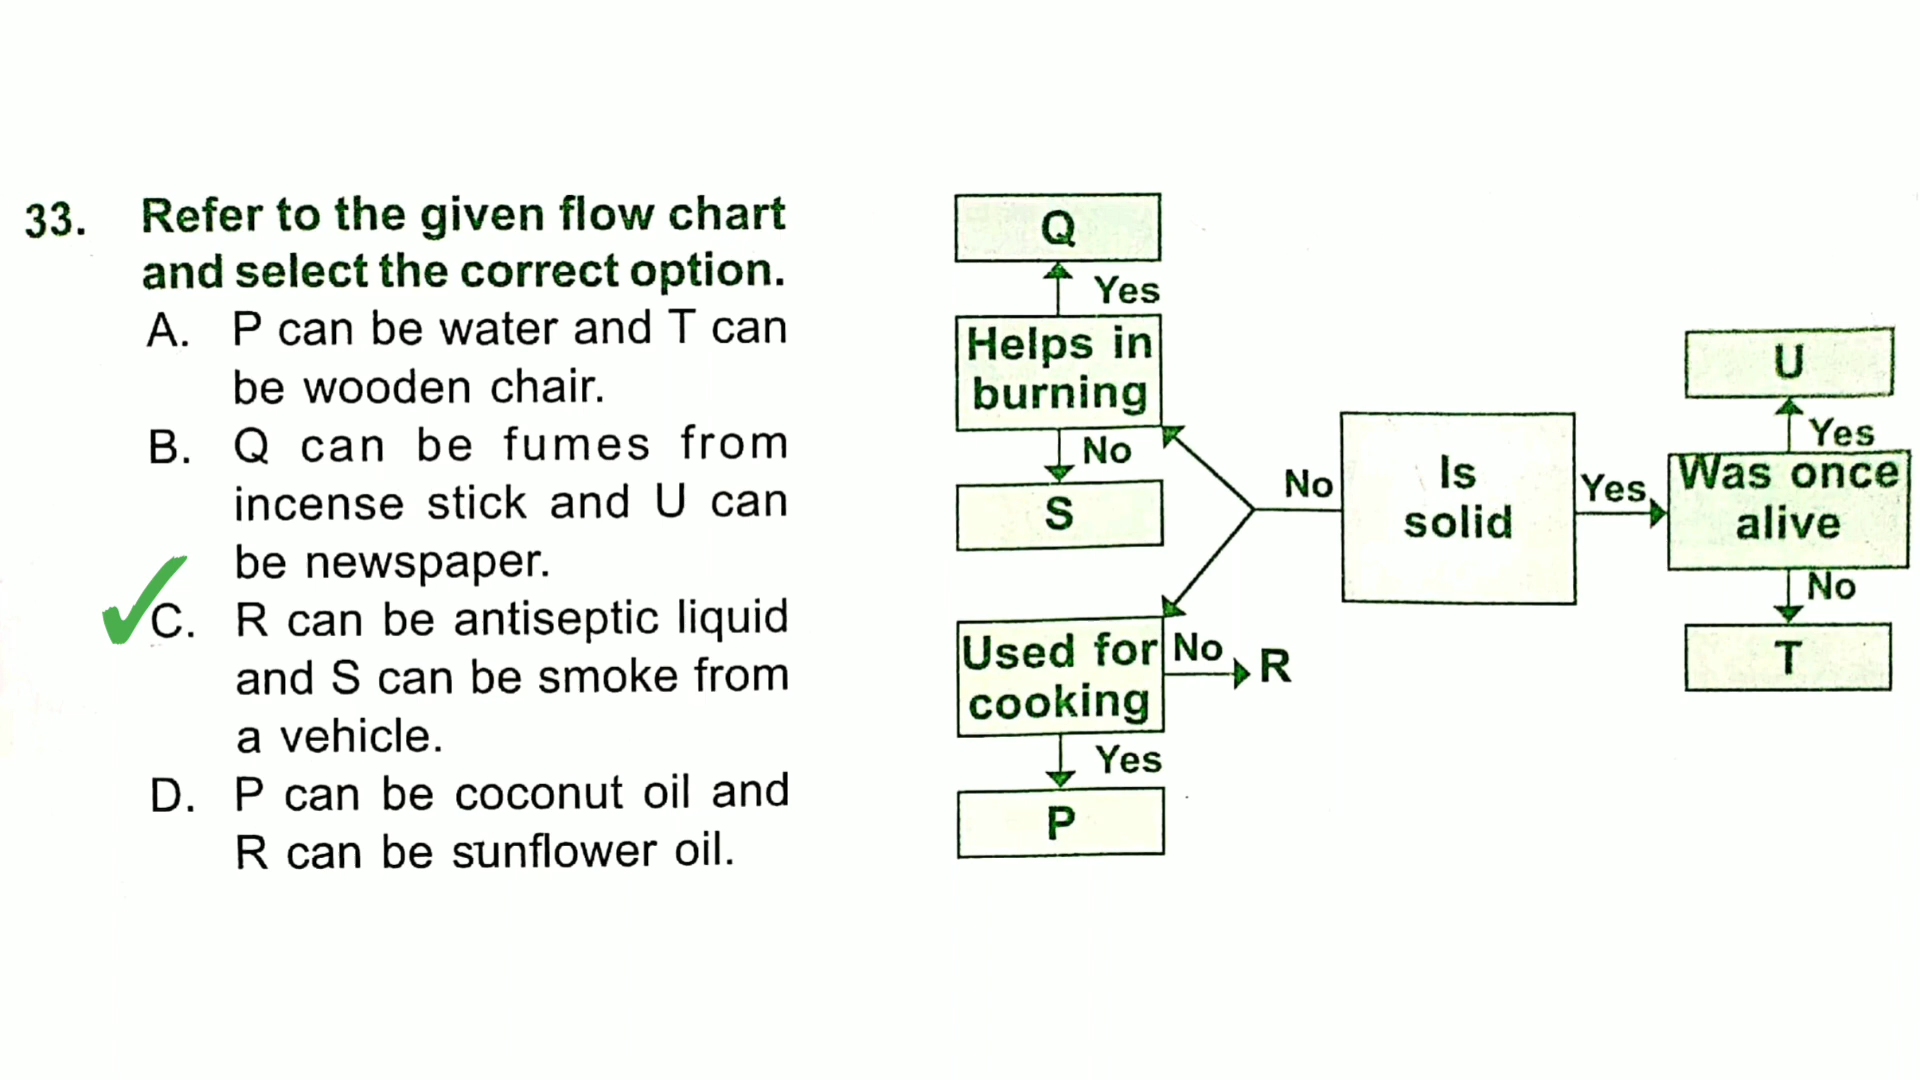 33. Refer to the given flow chart
and select the correct option.
A. P can be water and T can
be wooden chair.
B. Q can be fumes from
incense stick and U can
be newspaper.
C. R can be antiseptic liquid
and S can be smoke from
a vehicle.
D. P can be coconut oil and
R can be sunflower oil.
Q
Yes
Helps in
burning
No
S
Used for
cooking
No
R
Yes
P
No
Is
solid
Yes
U
Yes
Was once
alive
No
T